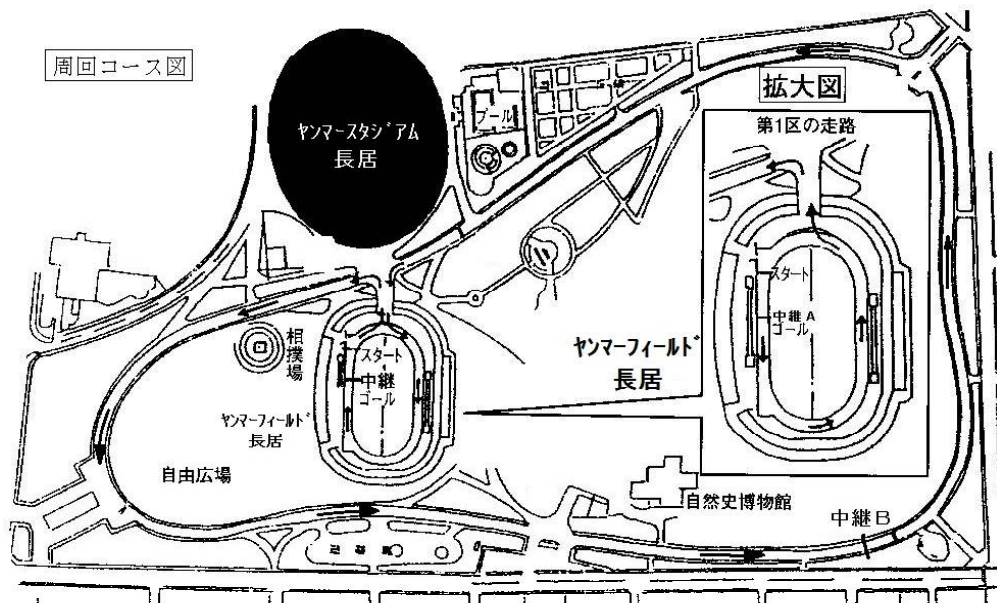 周回コース図
ヤンマースタジアム
長居
プール
拡大図
第1区の走路
スタート
中継A
ゴール
ヤンマーフィールド
長居
相撲場
スタート
中継
ゴール
ヤンマーフィールド
長居
自由広場
自然史博物館
中継B